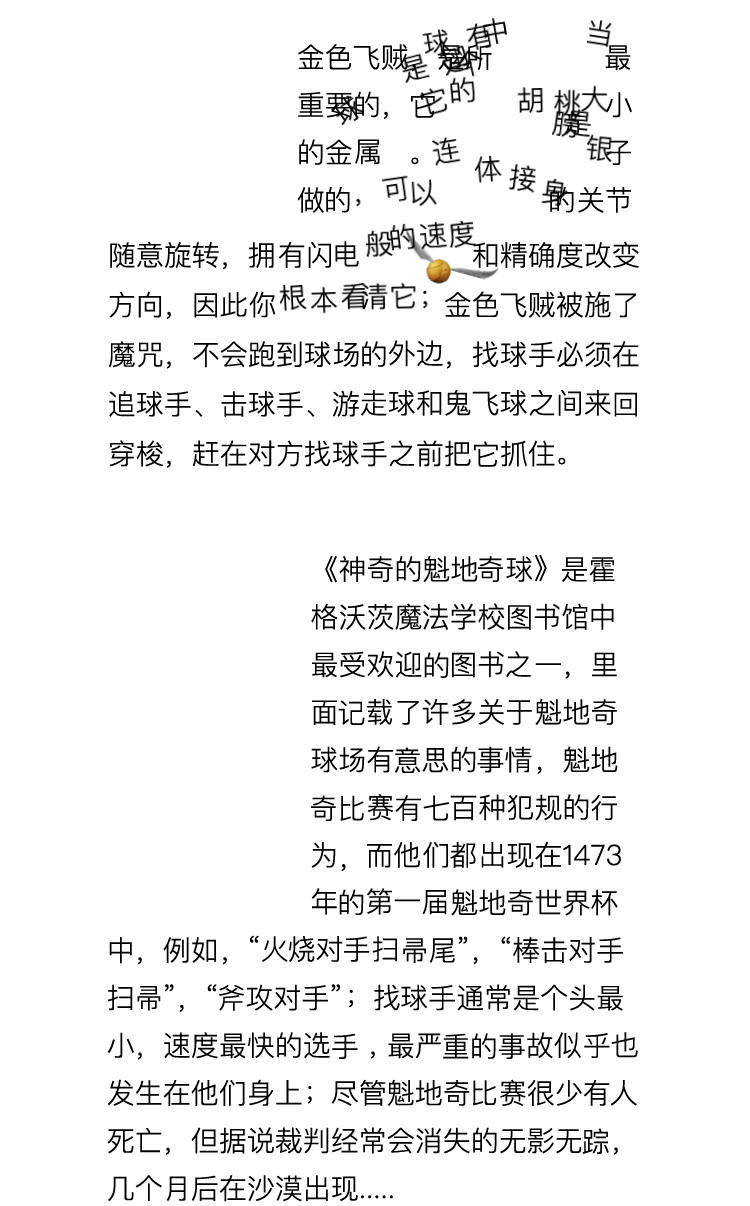 金色飞贼 是球是所有中 当最
重要的，它它的 胡桃大小
的金属 。连 膀是银子
做的，可以 体接身的关节
随意旋转，拥有闪电般的速度和精确度改变
方向，因此你根本看清它；金色飞贼被施了
魔咒，不会跑到球场的外边，找球手必须在
追球手、击球手、游走球和鬼飞球之间来回
穿梭，赶在对方找球手之前把它抓住。
《神奇的魁地奇球》是霍
格沃茨魔法学校图书馆中
最受欢迎的图书之一，里
面记载了许多关于魁地奇
球场有意思的事情，魁地
奇比赛有七百种犯规的行
为，而他们都出现在1473
年的第一届魁地奇世界杯
中，例如，“火烧对手扫帚尾”，“棒击对手
扫帚”，“斧攻对手”；找球手通常是个头最
小，速度最快的选手，最严重的事故似乎也
发生在他们身上；尽管魁地奇比赛很少有人
死亡，但据说裁判经常会消失的无影无踪，
几个月后在沙漠出现.....